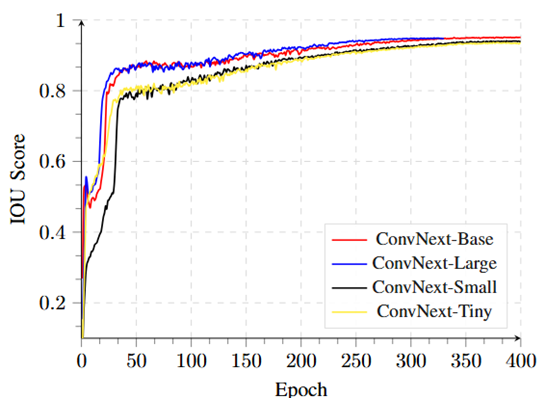 1
0.8
0.6
0.4
0.2
IOU Score
ConvNext-Base
ConvNext-Large
ConvNext-Small
ConvNext-Tiny
0 50 100 150 200 250 300 350 400
Epoch